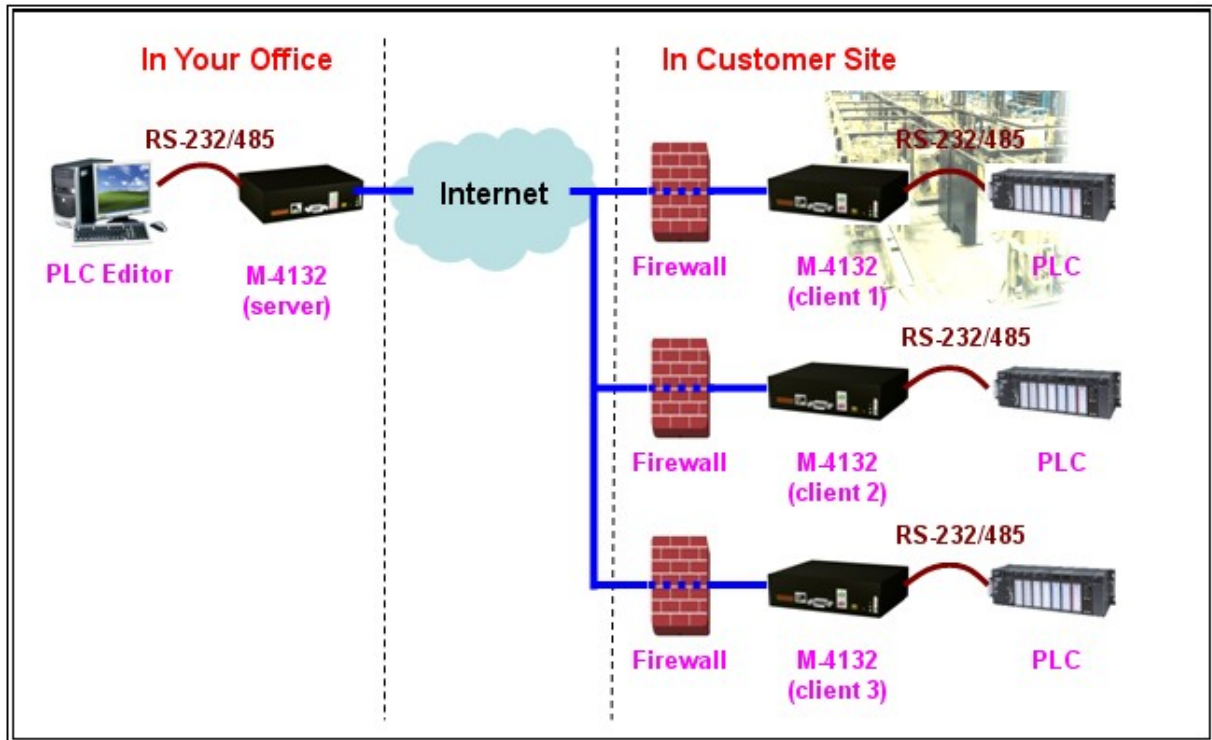 In Your Office
In Customer Site
RS-232/485
PLC Editor
M-4132
(server)
Internet
RS-232/485
Firewall
M-4132
(client 1)
PLC
RS-232/485
Firewall
M-4132
(client 2)
PLC
RS-232/485
Firewall
M-4132
(client 3)
PLC